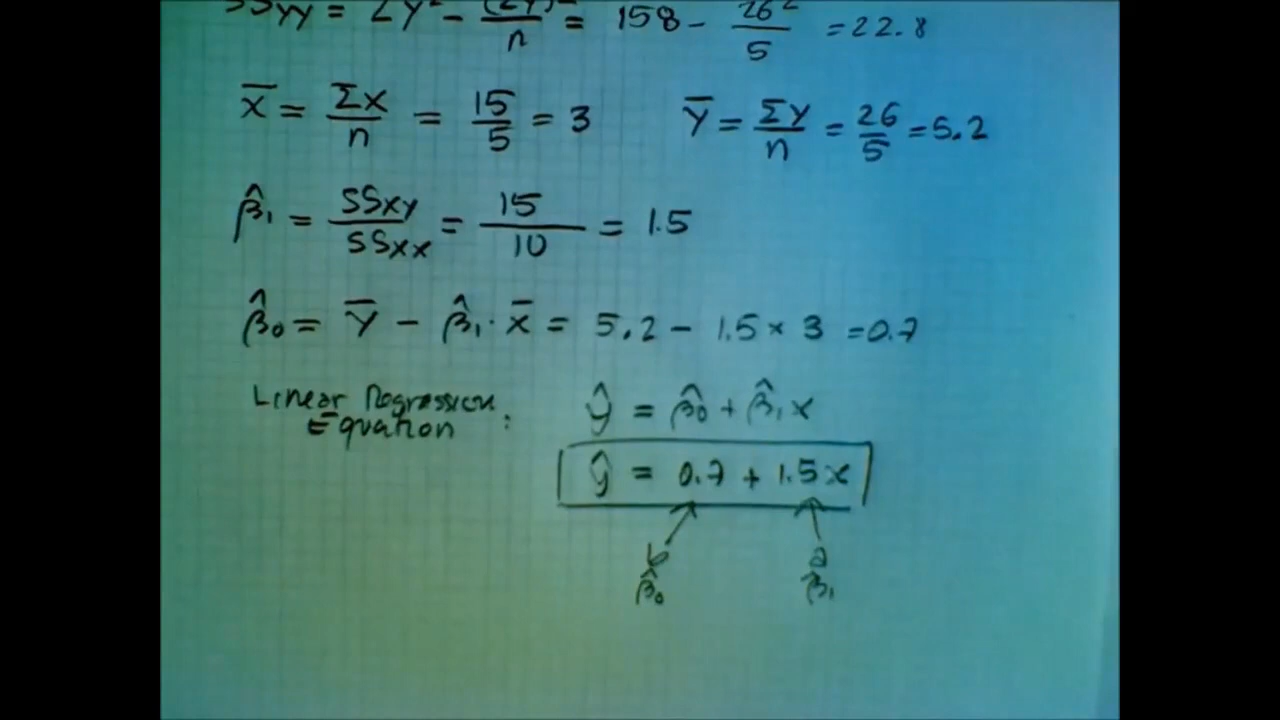 SSyy = Σy² - (Σy)²/n = 158 - 26²/5 = 22.8
x̄ = Σx/n = 15/5 = 3    ȳ = Σy/n = 26/5 = 5.2
β̂₁ = SSxy/SSxx = 15/10 = 1.5
β̂₀ = ȳ - β̂₁·x̄ = 5.2 - 1.5 × 3 = 0.7
Linear Regression Equation : ŷ = β̂₀ + β̂₁x
ŷ = 0.7 + 1.5x
b a
β̂₀ β̂₁